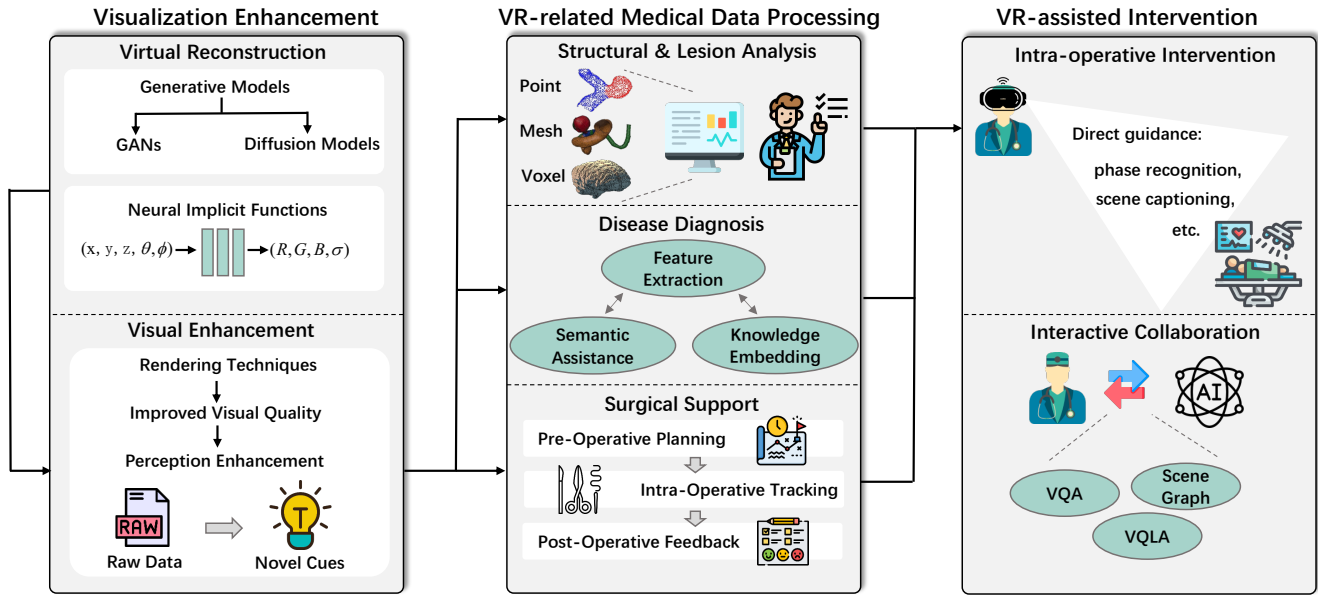 Visualization Enhancement
Virtual Reconstruction
Generative Models
GANs
Diffusion Models
Neural Implicit Functions
(x, y, z, θ,ϕ)
(R, G, B, σ)
Visual Enhancement
Rendering Techniques
Improved Visual Quality
Perception Enhancement
RAW
T
Raw Data
Novel Cues
VR-related Medical Data Processing
Structural & Lesion Analysis
Point
Mesh
Voxel
Disease Diagnosis
Feature
Extraction
Semantic
Assistance
Knowledge
Embedding
Surgical Support
Pre-Operative Planning
Intra-Operative Tracking
Post-Operative Feedback
VR-assisted Intervention
Intra-operative Intervention
Direct guidance:
phase recognition,
scene captioning,
etc.
Interactive Collaboration
AI
VQA
Scene
Graph
VQLA